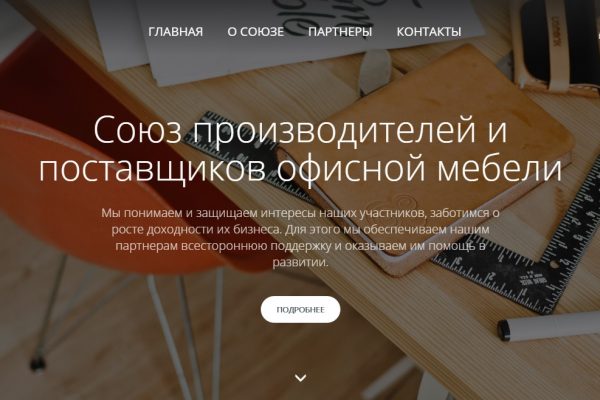 ГЛАВНАЯ О СОЮЗЕ ПАРТНЕРЫ КОНТАКТЫ
Союз производителей и
поставщиков офисной мебели
Мы понимаем и защищаем интересы наших участников, заботимся о
росте доходности их бизнеса. Для этого мы обеспечиваем нашим
партнерам всестороннюю поддержку и оказываем им помощь в
развитии.
ПОДРОБНЕЕ